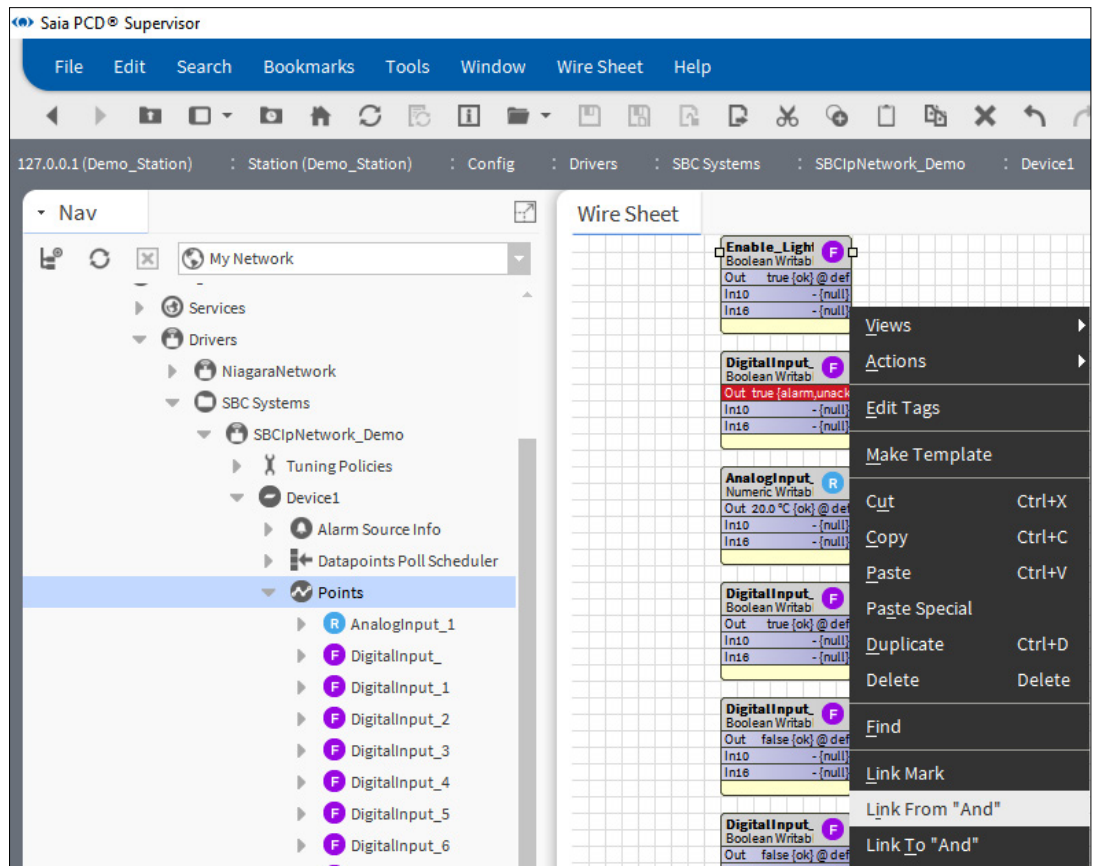 Saia PCD® Supervisor
File Edit Search Bookmarks Tools Window Wire Sheet Help
127.0.0.1 (Demo_Station) : Station (Demo_Station) : Config : Drivers : SBC Systems : SBCIpNetwork_Demo : Device1
Nav
My Network
Services
Drivers
NiagaraNetwork
SBC Systems
SBCIpNetwork_Demo
Tuning Policies
Device1
Alarm Source Info
Datapoints Poll Scheduler
Points
R AnalogInput_1
F DigitalInput_
F DigitalInput_1
F DigitalInput_2
F DigitalInput_3
F DigitalInput_4
F DigitalInput_5
F DigitalInput_6
Wire Sheet
Enable_Light F
Boolean Writabl
Out true {ok} @ def
In10 - {null}
In16 - {null}
DigitalInput_ F
Boolean Writabl
Out true {alarm,unack
In10 - {null}
In16 - {null}
AnalogInput_ R
Numeric Writabl
Out 20.0 °C {ok} @ def
In10 - {null}
In16 - {null}
DigitalInput_ F
Boolean Writabl
Out true {ok} @ def
In10 - {null}
In16 - {null}
DigitalInput_ F
Boolean Writabl
Out false {ok} @ def
In10 - {null}
In16 - {null}
DigitalInput_ F
Boolean Writabl
Out false {ok} @ def
Views
Actions
Edit Tags
Make Template
Cut Ctrl+X
Copy Ctrl+C
Paste Ctrl+V
Paste Special
Duplicate Ctrl+D
Delete Delete
Find
Link Mark
Link From "And"
Link To "And"